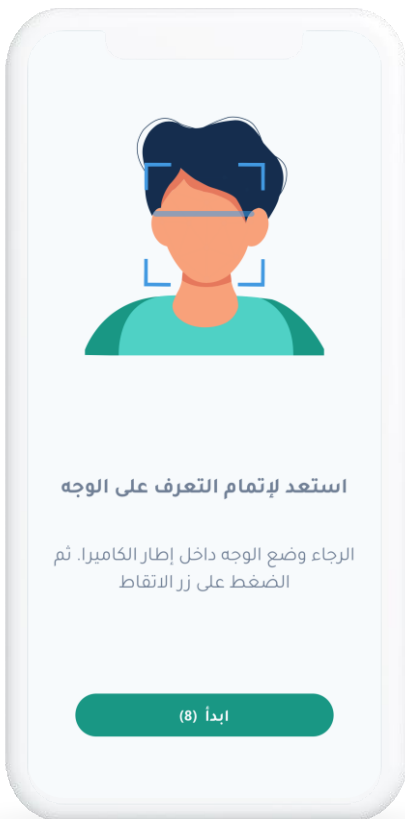 استعد لإتمام التعرف على الوجه
الرجاء وضع الوجه داخل إطار الكاميرا. ثم
الضغط على زر الاتقاط
ابدأ (8)